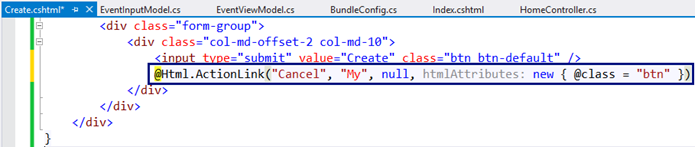 Create.cshtml* EventInputModel.cs EventViewModel.cs BundleConfig.cs Index.cshtml HomeController.cs
<div class="form-group">
<div class="col-md-offset-2 col-md-10">
<input type="submit" value="Create" class="btn btn-default" />
@Html.ActionLink("Cancel", "My", null, htmlAttributes: new { @class = "btn" })
</div>
</div>
</div>
}